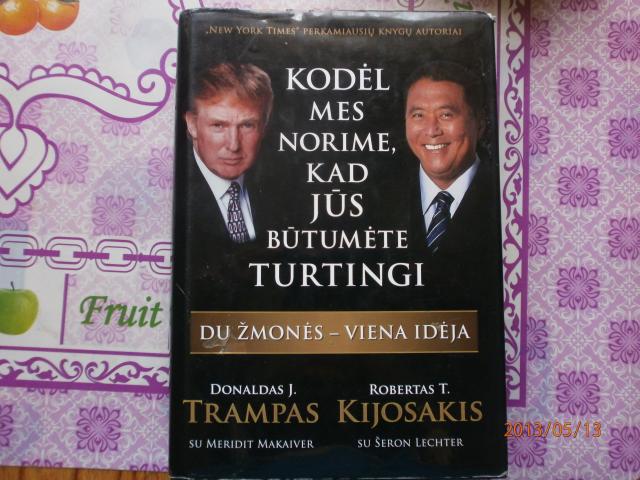 „NEW YORK TIMES” PERKAMIAUSIŲ KNYGŲ AUTORIAI
KODĖL
MES
NORIME,
KAD
JŪS
BŪTUMĖTE
TURTINGI
DU ŽMONĖS – VIENA IDĖJA
DONALDAS J.
TRAMPAS
SU MERIDIT MAKAIVER
ROBERTAS T.
KIJOSAKIS
SU ŠERON LECHTER
Fruit
2013/05/13